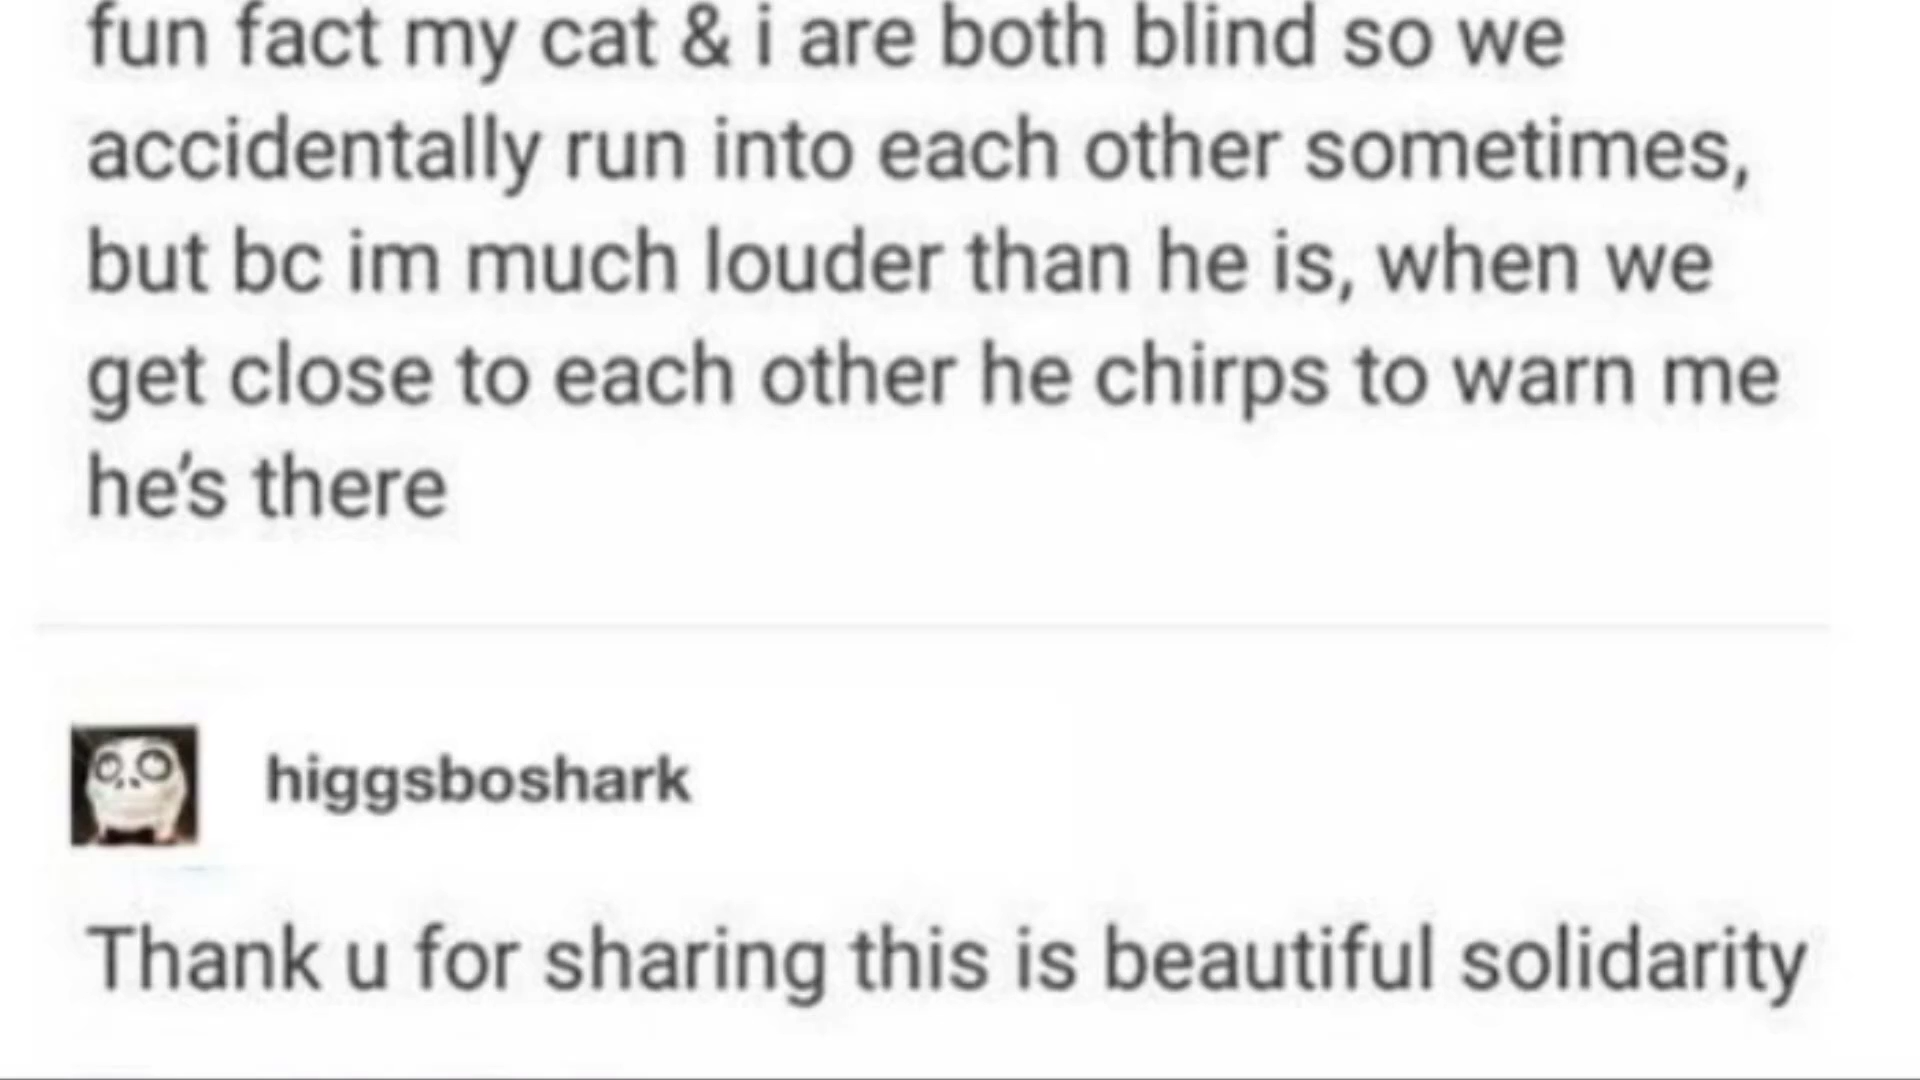 fun fact my cat & i are both blind so we
accidentally run into each other sometimes,
but bc im much louder than he is, when we
get close to each other he chirps to warn me
he's there
higgsboshark
Thank u for sharing this is beautiful solidarity